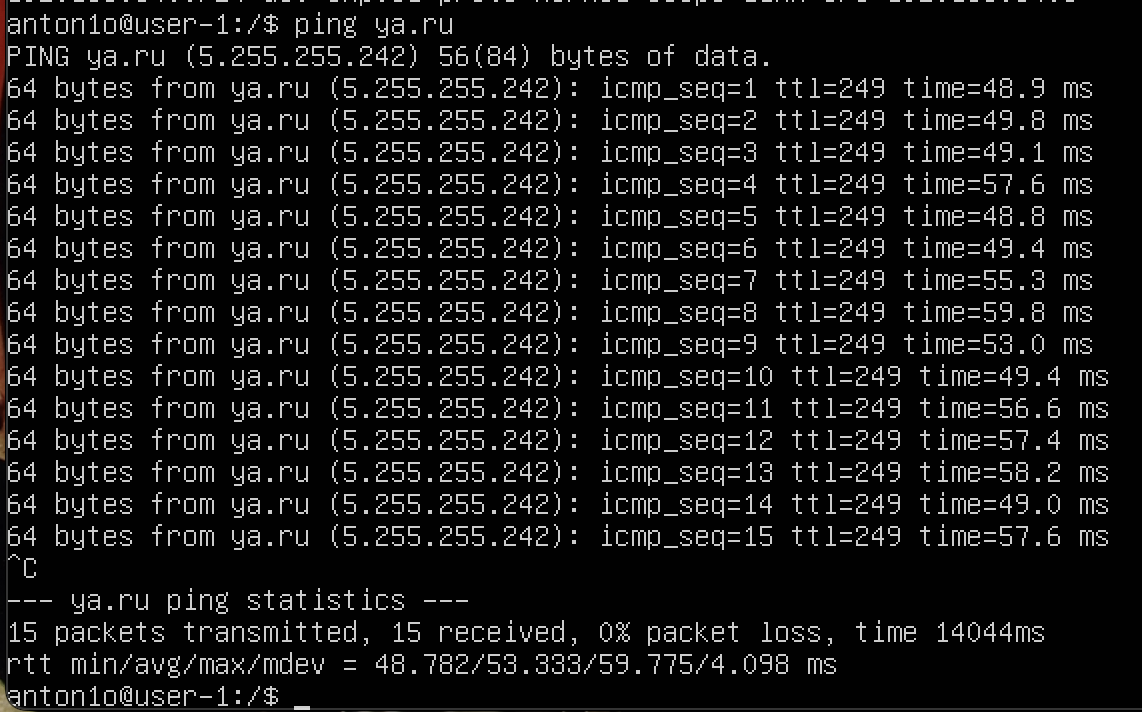 anton1o@user-1:/$ ping ya.ru
PING ya.ru (5.255.255.242) 56(84) bytes of data.
64 bytes from ya.ru (5.255.255.242): icmp_seq=1 ttl=249 time=48.9 ms
64 bytes from ya.ru (5.255.255.242): icmp_seq=2 ttl=249 time=49.8 ms
64 bytes from ya.ru (5.255.255.242): icmp_seq=3 ttl=249 time=49.1 ms
64 bytes from ya.ru (5.255.255.242): icmp_seq=4 ttl=249 time=57.6 ms
64 bytes from ya.ru (5.255.255.242): icmp_seq=5 ttl=249 time=48.8 ms
64 bytes from ya.ru (5.255.255.242): icmp_seq=6 ttl=249 time=49.4 ms
64 bytes from ya.ru (5.255.255.242): icmp_seq=7 ttl=249 time=55.3 ms
64 bytes from ya.ru (5.255.255.242): icmp_seq=8 ttl=249 time=59.8 ms
64 bytes from ya.ru (5.255.255.242): icmp_seq=9 ttl=249 time=53.0 ms
64 bytes from ya.ru (5.255.255.242): icmp_seq=10 ttl=249 time=49.4 ms
64 bytes from ya.ru (5.255.255.242): icmp_seq=11 ttl=249 time=56.6 ms
64 bytes from ya.ru (5.255.255.242): icmp_seq=12 ttl=249 time=57.4 ms
64 bytes from ya.ru (5.255.255.242): icmp_seq=13 ttl=249 time=58.2 ms
64 bytes from ya.ru (5.255.255.242): icmp_seq=14 ttl=249 time=49.0 ms
64 bytes from ya.ru (5.255.255.242): icmp_seq=15 ttl=249 time=57.6 ms
^C
--- ya.ru ping statistics ---
15 packets transmitted, 15 received, 0% packet loss, time 14044ms
rtt min/avg/max/mdev = 48.782/53.333/59.775/4.098 ms
anton1o@user-1:/$ _